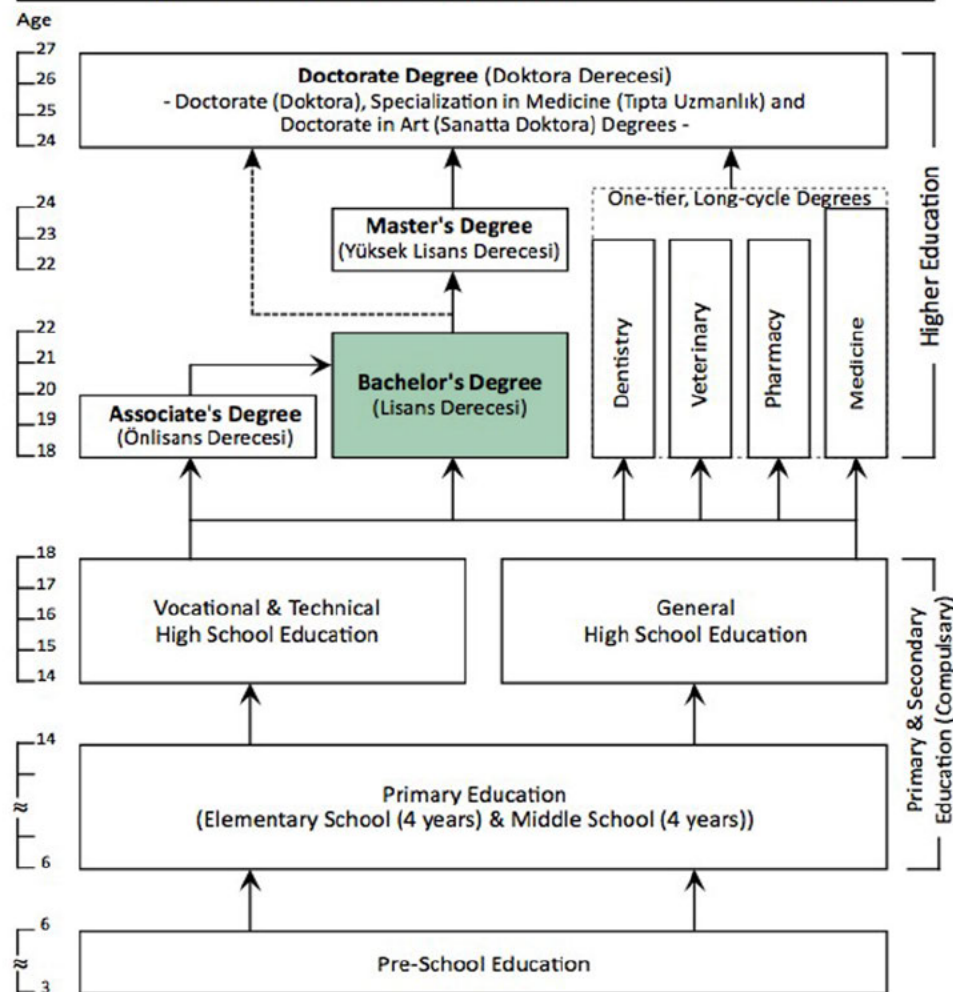 Age
27
26
25
24
Doctorate Degree (Doktora Derecesi)
- Doctorate (Doktora), Specialization in Medicine (Tıpta Uzmanlık) and
Doctorate in Art (Sanatta Doktora) Degrees -
24
23
22
Master's Degree
(Yüksek Lisans Derecesi)
One-tier, Long-cycle Degrees
22
21
20
19
18
Associate's Degree
(Önlisans Derecesi)
Bachelor's Degree
(Lisans Derecesi)
Dentistry
Veterinary
Pharmacy
Medicine
Higher Education
18
17
16
15
14
Vocational & Technical
High School Education
General
High School Education
14
6
Primary Education
(Elementary School (4 years) & Middle School (4 years))
Primary & Secondary
Education (Compulsary)
6
3
Pre-School Education